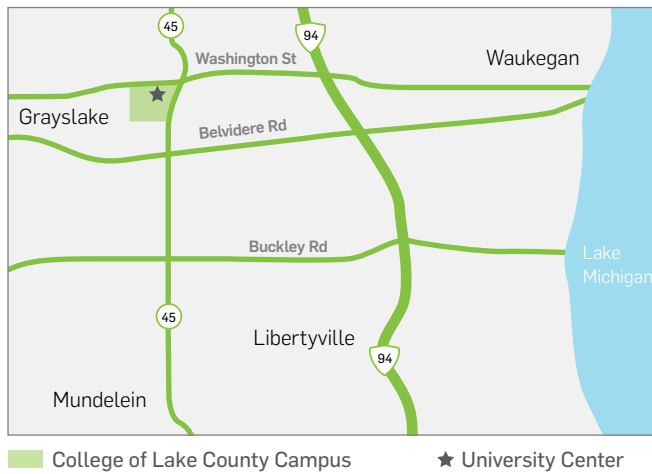 45
94
Washington St
Waukegan
Grayslake
Belvidere Rd
Buckley Rd
Lake
Michigan
45
Libertyville
94
Mundelein
College of Lake County Campus
University Center